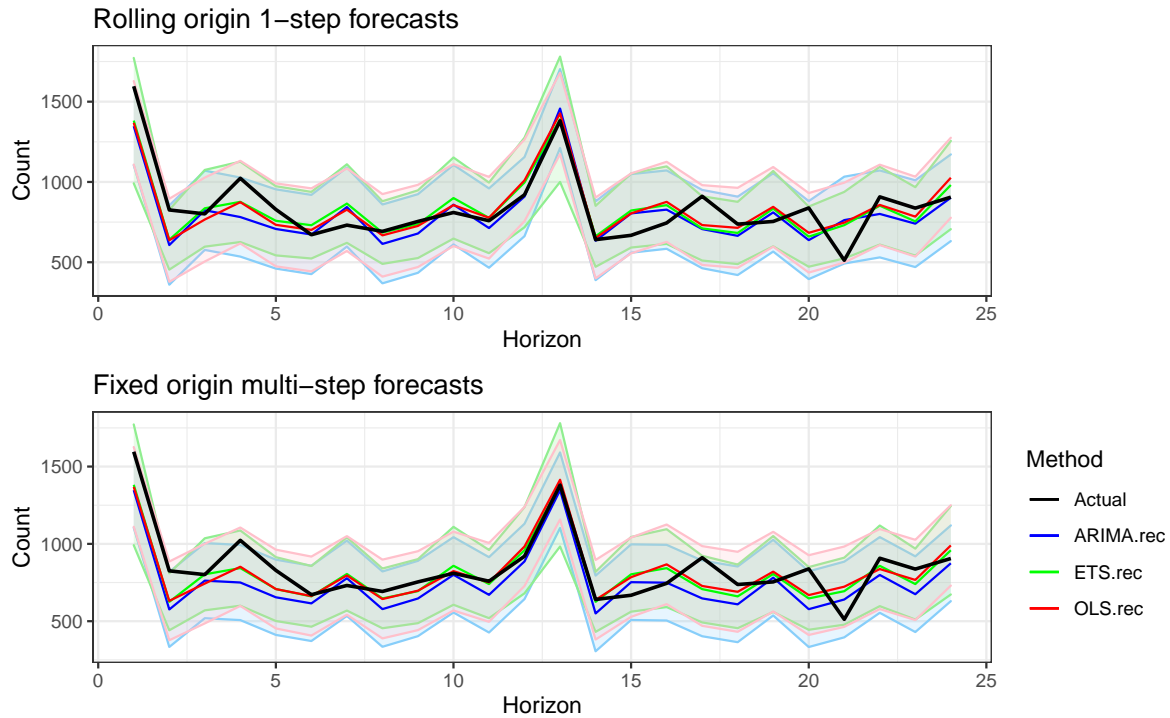 Rolling origin 1−step forecasts
Count
1500
1000
500
0
5
10
15
20
25
Horizon
Fixed origin multi−step forecasts
Count
1500
1000
500
0
5
10
15
20
25
Horizon
Method
Actual
ARIMA.rec
ETS.rec
OLS.rec